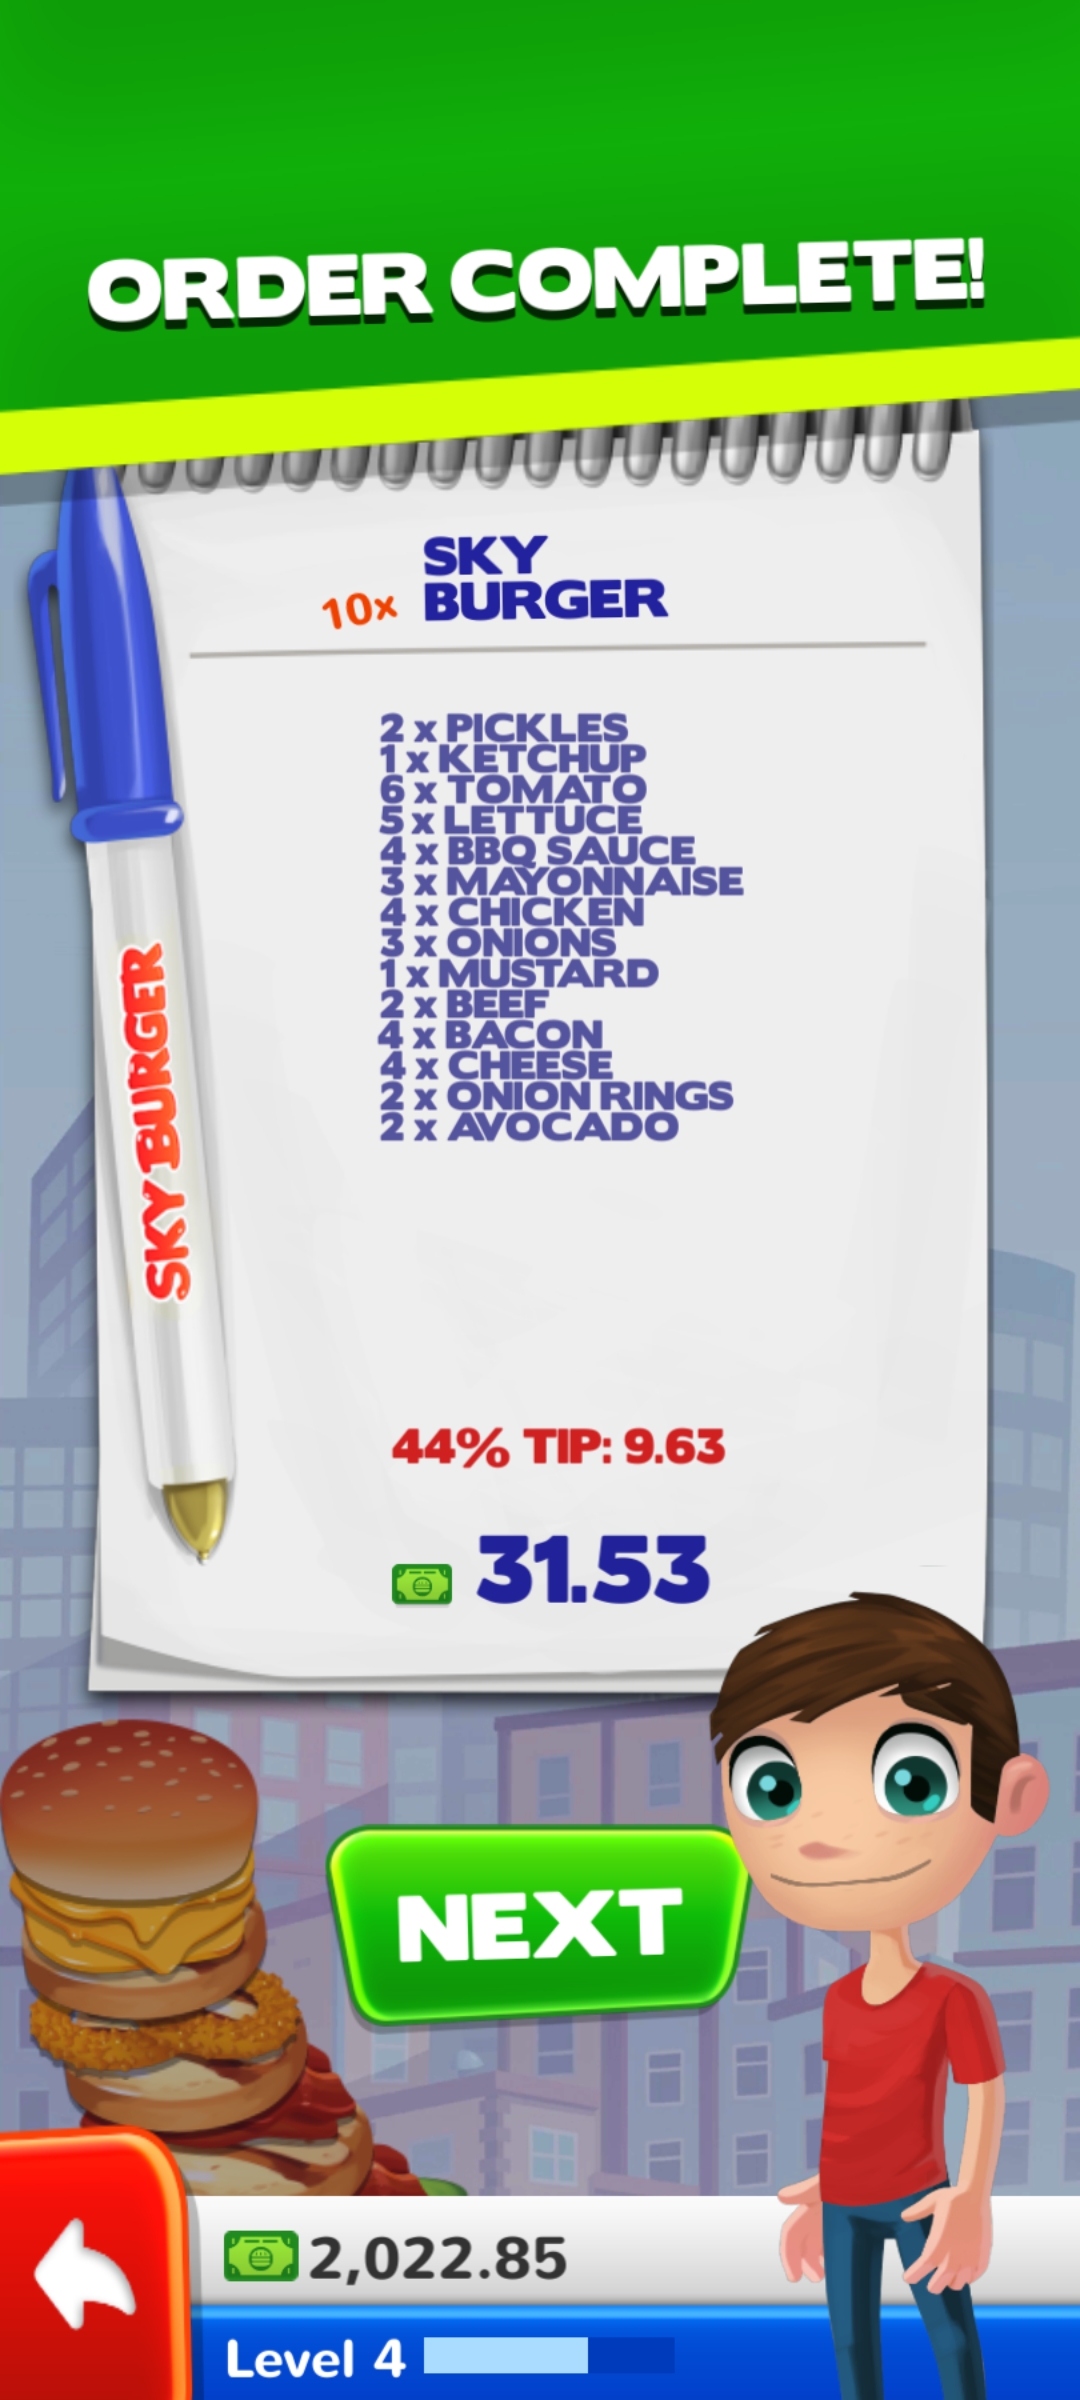 ORDER COMPLETE!
SKY
10x BURGER
2 x PICKLES
1 x KETCHUP
6 x TOMATO
5 x LETTUCE
4 x BBQ SAUCE
3 x MAYONNAISE
4 x CHICKEN
3 x ONIONS
1 x MUSTARD
2 x BEEF
4 x BACON
4 x CHEESE
2 x ONION RINGS
2 x AVOCADO
SKY BURGER
44% TIP: 9.63
31.53
NEXT
2,022.85
Level 4